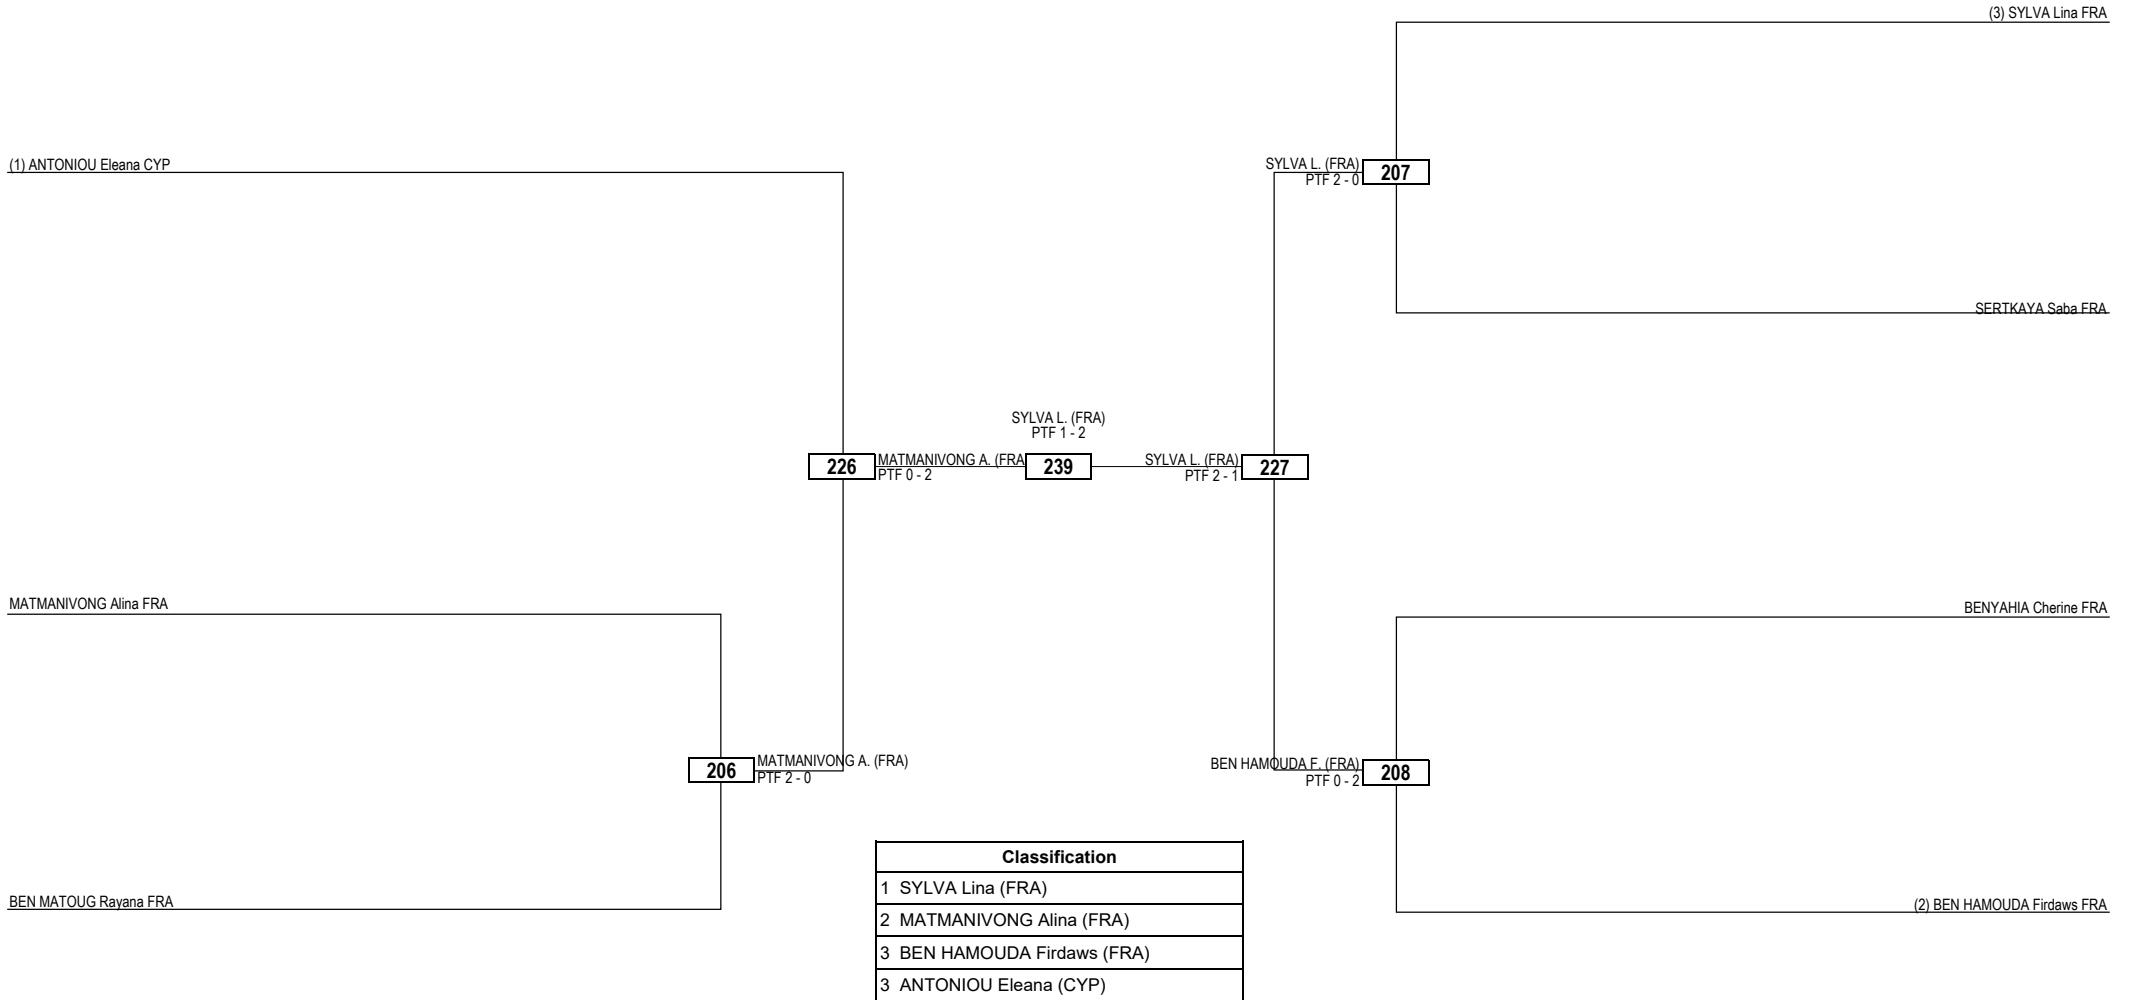 (3) SYLVA Lina FRA
(1) ANTONIOU Eleana CYP
SYLVA L. (FRA)
PTF 2 - 0
207
SERTKAYA Saba FRA
SYLVA L. (FRA)
PTF 1 - 2
226
MATMANIVONG A. (FRA
PTF 0 - 2
239
SYLVA L. (FRA)
PTF 2 - 1
227
MATMANIVONG Alina FRA
BENYAHIA Cherine FRA
206
MATMANIVONG A. (FRA)
PTF 2 - 0
BEN HAMOUDA F. (FRA)
PTF 0 - 2
208
BEN MATOUG Rayana FRA
(2) BEN HAMOUDA Firdaws FRA
Classification
1 SYLVA Lina (FRA)
2 MATMANIVONG Alina (FRA)
3 BEN HAMOUDA Firdaws (FRA)
3 ANTONIOU Eleana (CYP)